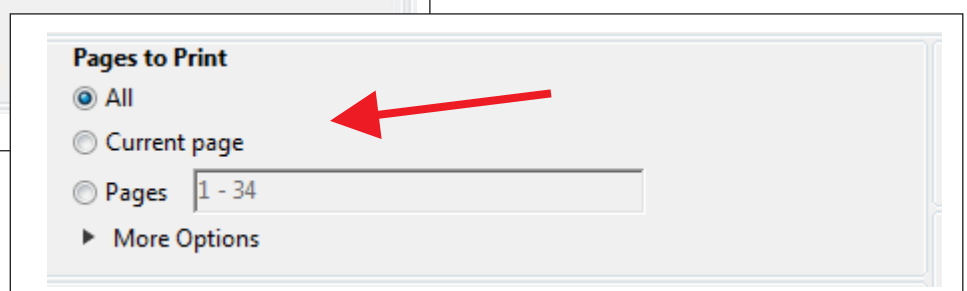 Pages to Print
All
Current page
Pages 1 - 34
More Options